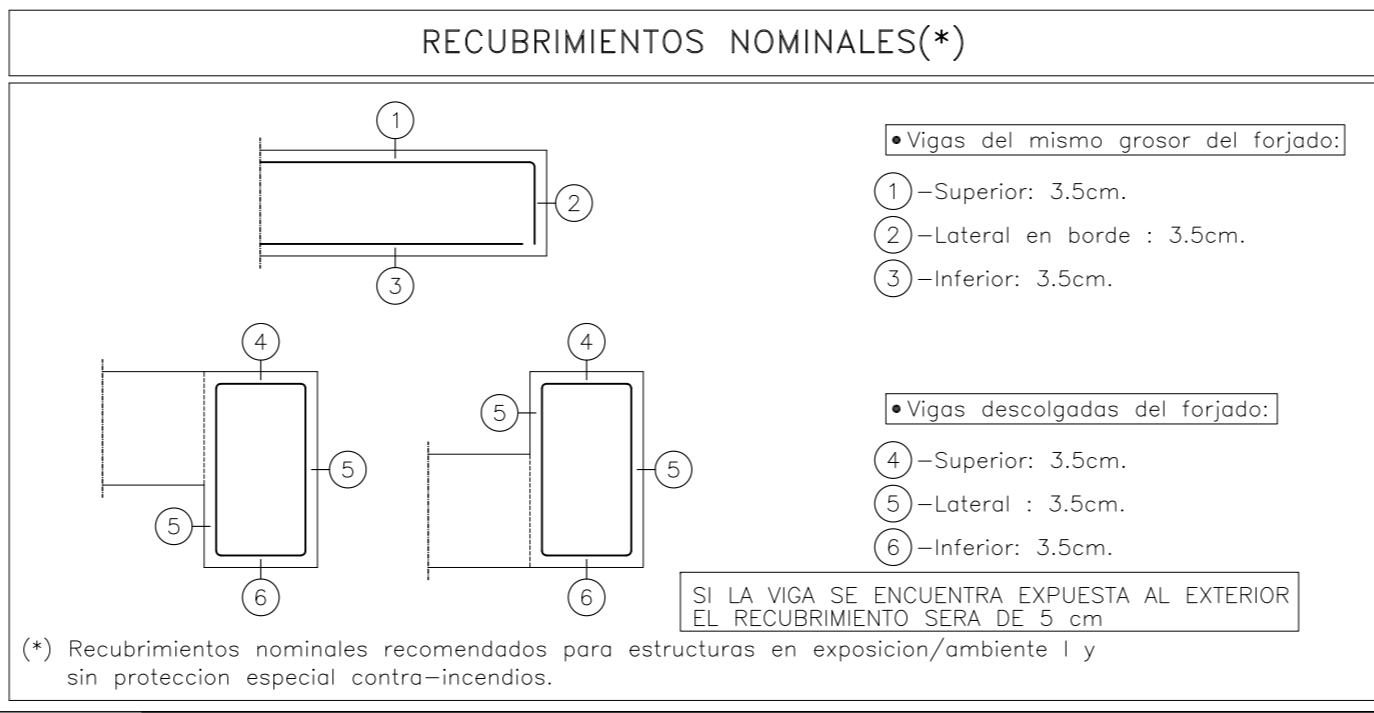 RECUBRIMIENTOS NOMINALES(*)
1
2
3
• Vigas del mismo grosor del forjado:
1 -Superior: 3.5cm.
2 -Lateral en borde : 3.5cm.
3 -Inferior: 3.5cm.
4
5
5
6
4
5
5
6
• Vigas descolgadas del forjado:
4 -Superior: 3.5cm.
5 -Lateral : 3.5cm.
6 -Inferior: 3.5cm.
SI LA VIGA SE ENCUENTRA EXPUESTA AL EXTERIOR
EL RECUBRIMIENTO SERA DE 5 cm
(*) Recubrimientos nominales recomendados para estructuras en exposicion/ambiente I y
sin proteccion especial contra-incendios.